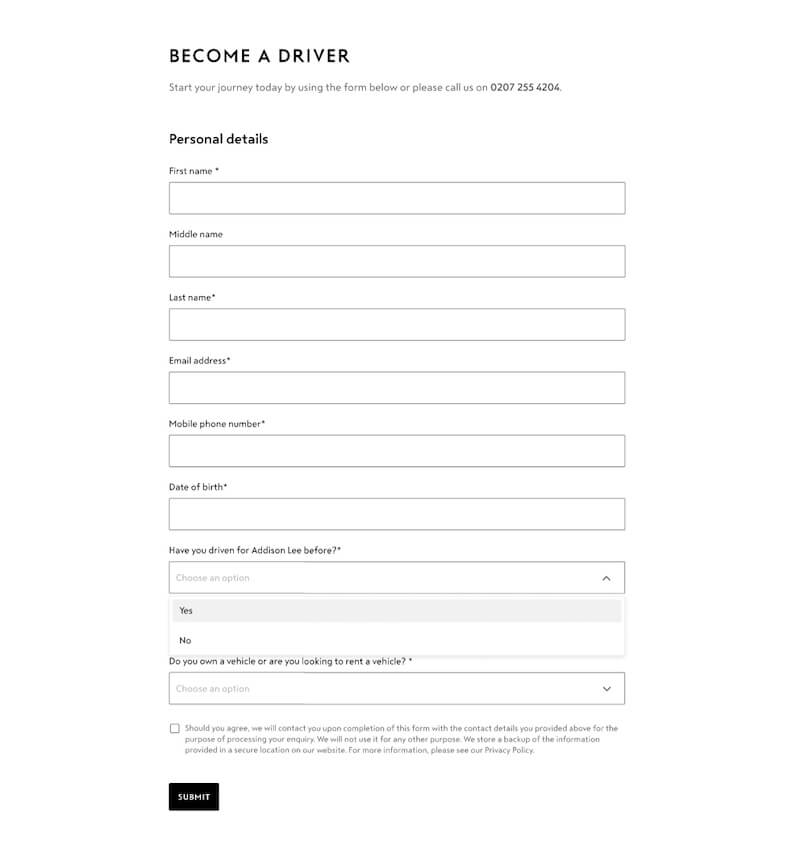 BECOME A DRIVER
Start your journey today by using the form below or please call us on 0207 255 4204.
Personal details
First name *
Middle name
Last name*
Email address*
Mobile phone number*
Date of birth*
Have you driven for Addison Lee before?*
Choose an option
Yes
No
Do you own a vehicle or are you looking to rent a vehicle? *
Choose an option
Should you agree, we will contact you upon completion of this form with the contact details you provided above for the
purpose of processing your enquiry. We will not use it for any other purpose. We store a backup of the information
provided in a secure location on our website. For more information, please see our Privacy Policy.
SUBMIT